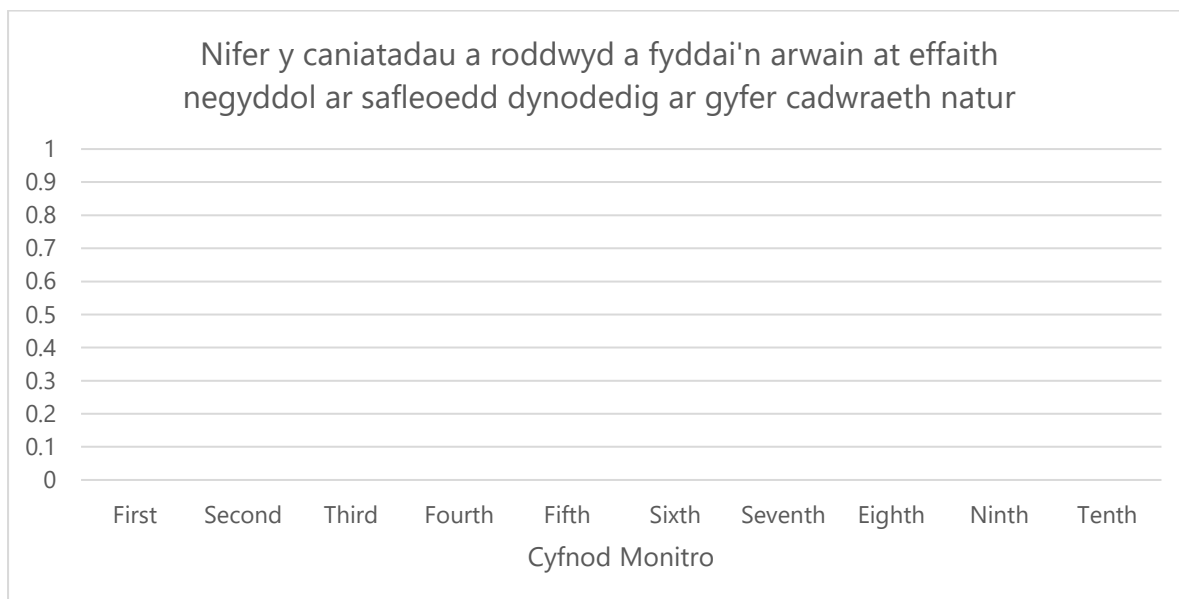 Nifer y caniatadau a roddwyd a fyddai'n arwain at effaith
negyddol ar safleoedd dynodedig ar gyfer cadwraeth natur
1
0.9
0.8
0.7
0.6
0.5
0.4
0.3
0.2
0.1
0
First Second Third Fourth Fifth Sixth Seventh Eighth Ninth Tenth
Cyfnod Monitro